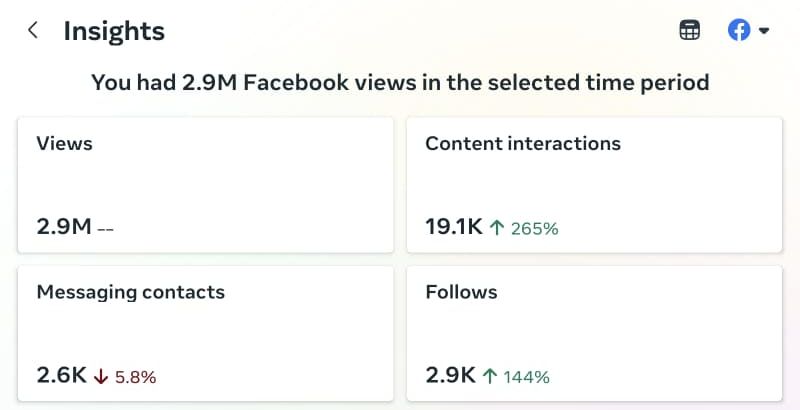 Insights
You had 2.9M Facebook views in the selected time period
Views
2.9M --
Content interactions
19.1K ↑ 265%
Messaging contacts
2.6K ↓ 5.8%
Follows
2.9K ↑ 144%